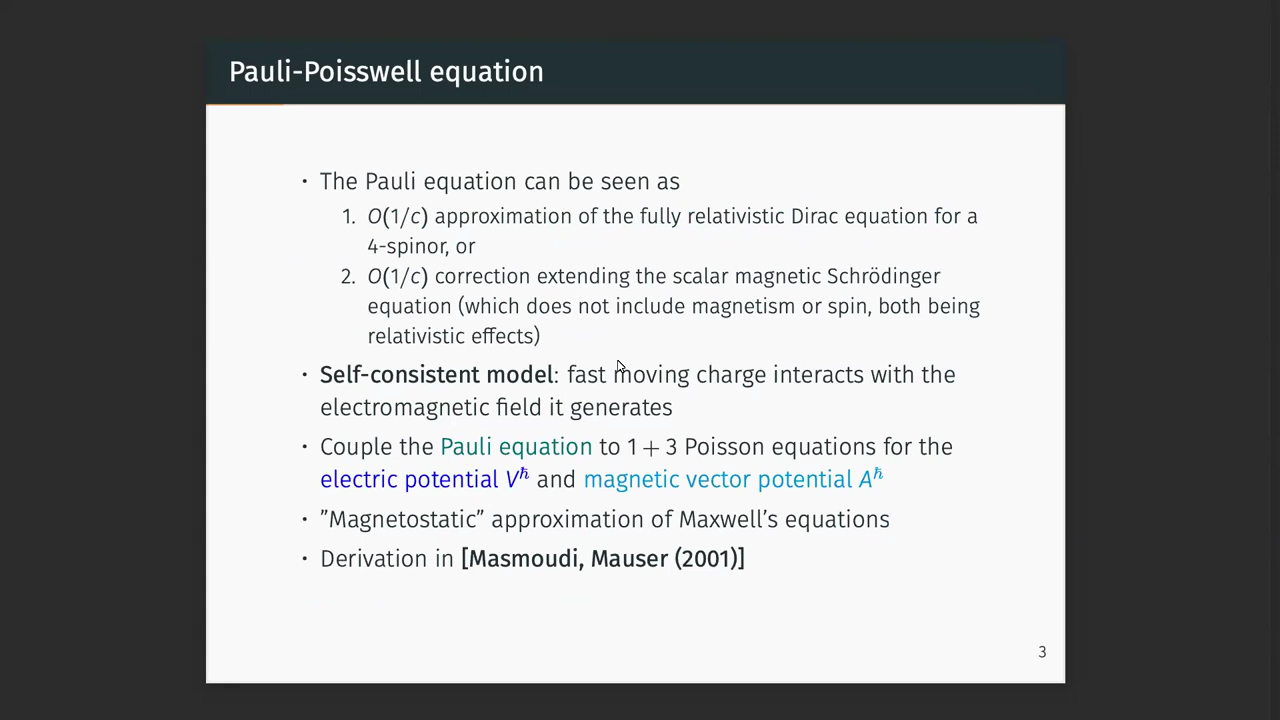 Pauli-Poisswell equation
· The Pauli equation can be seen as
1. O(1/c) approximation of the fully relativistic Dirac equation for a
4-spinor, or
2. O(1/c) correction extending the scalar magnetic Schrödinger
equation (which does not include magnetism or spin, both being
relativistic effects)
· Self-consistent model: fast moving charge interacts with the
electromagnetic field it generates
· Couple the Pauli equation to 1 + 3 Poisson equations for the
electric potential Vℏ and magnetic vector potential Aℏ
· ”Magnetostatic” approximation of Maxwell’s equations
· Derivation in [Masmoudi, Mauser (2001)]
3